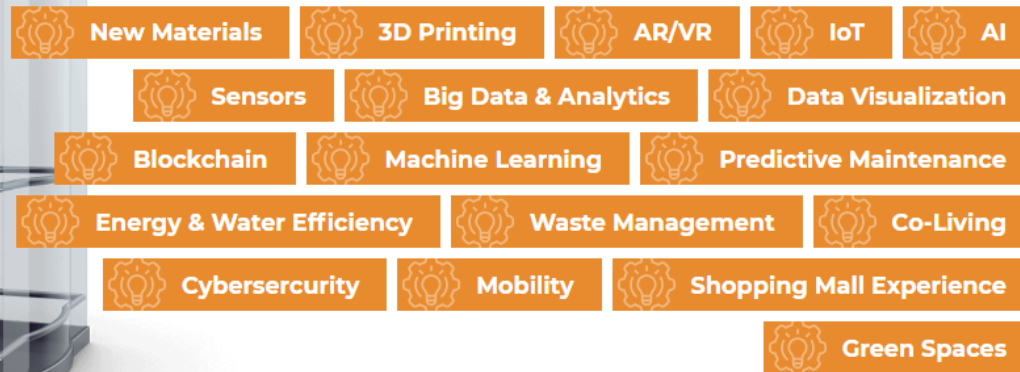 New Materials 3D Printing AR/VR IoT AI
Sensors Big Data & Analytics Data Visualization
Blockchain Machine Learning Predictive Maintenance
Energy & Water Efficiency Waste Management Co-Living
Cybersercurity Mobility Shopping Mall Experience
Green Spaces